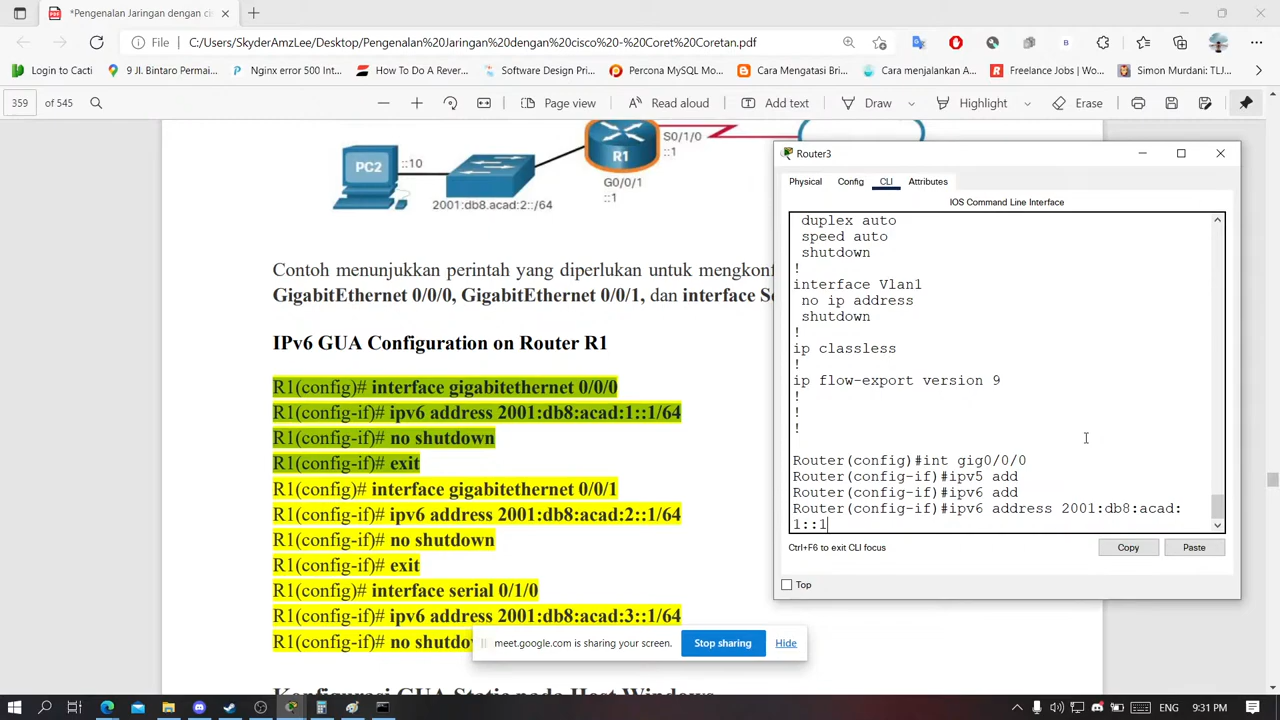 *Pengenalan Jaringan dengan cis
File
C:/Users/SkyderAmzLee/Desktop/Pengenalan%20Jaringan%20dengan%20cisco%20-%20Coret%20Coretan.pdf
Login to Cacti
9 Jl. Bintaro Permai...
Nginx error 500 Int...
How To Do A Rever...
Software Design Pri...
Percona MySQL Mo...
Cara Mengatasi Bri...
Cara menjalankan A...
Freelance Jobs | Wo...
Simon Murdani: TLJ...
359 of 545
Page view
Read aloud
Add text
Draw
Highlight
Erase
S0/1/0
::1
R1
PC2
::10
G0/0/1
::1
2001:db8.acad:2::/64
Contoh menunjukkan perintah yang diperlukan untuk mengkonf
GigabitEthernet 0/0/0, GigabitEthernet 0/0/1, dan interface Se
IPv6 GUA Configuration on Router R1
R1(config)# interface gigabitethernet 0/0/0
R1(config-if)# ipv6 address 2001:db8:acad:1::1/64
R1(config-if)# no shutdown
R1(config-if)# exit
R1(config)# interface gigabitethernet 0/0/1
R1(config-if)# ipv6 address 2001:db8:acad:2::1/64
R1(config-if)# no shutdown
R1(config-if)# exit
R1(config)# interface serial 0/1/0
R1(config-if)# ipv6 address 2001:db8:acad:3::1/64
R1(config-if)# no shutdo
Konfigurasi GUA Static pada Host Windows
Router3
Physical Config CLI Attributes
IOS Command Line Interface
duplex auto
speed auto
shutdown
!
interface Vlan1
no ip address
shutdown
!
ip classless
!
ip flow-export version 9
!
!
!
Router(config)#int gig0/0/0
Router(config-if)#ipv5 add
Router(config-if)#ipv6 add
Router(config-if)#ipv6 address 2001:db8:acad:
1::1
Ctrl+F6 to exit CLI focus
Copy
Paste
Top
meet.google.com is sharing your screen.
Stop sharing
Hide
ENG
9:31 PM